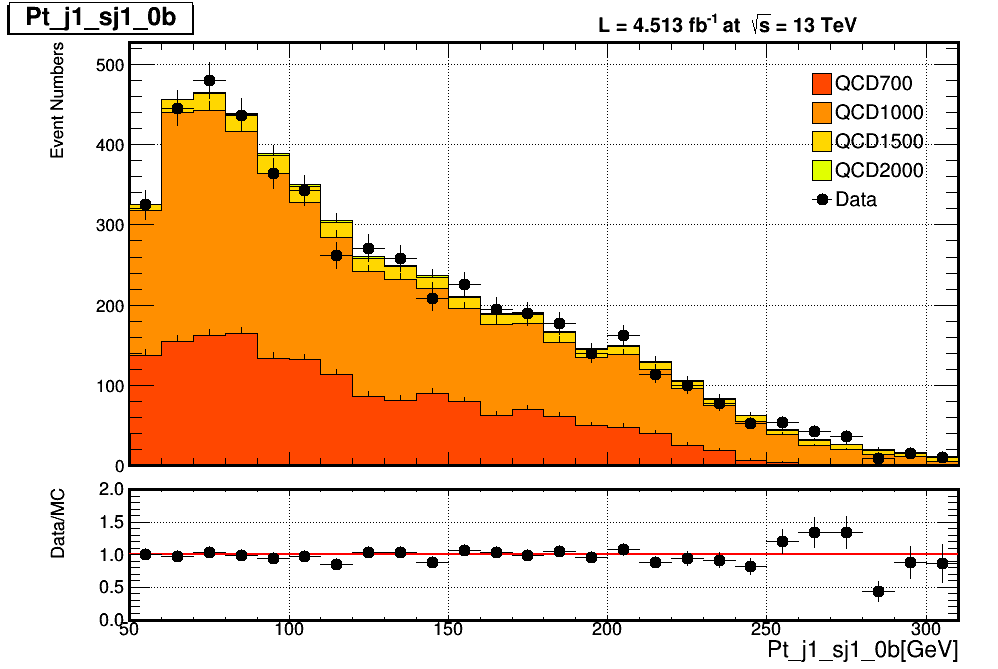 Pt_j1_sj1_0b
L = 4.513 fb⁻¹ at √s = 13 TeV
Event Numbers
500
400
300
200
100
0
QCD700
QCD1000
QCD1500
QCD2000
Data
Data/MC
2.0
1.5
1.0
0.5
0.0
50 100 150 200 250 300
Pt_j1_sj1_0b[GeV]